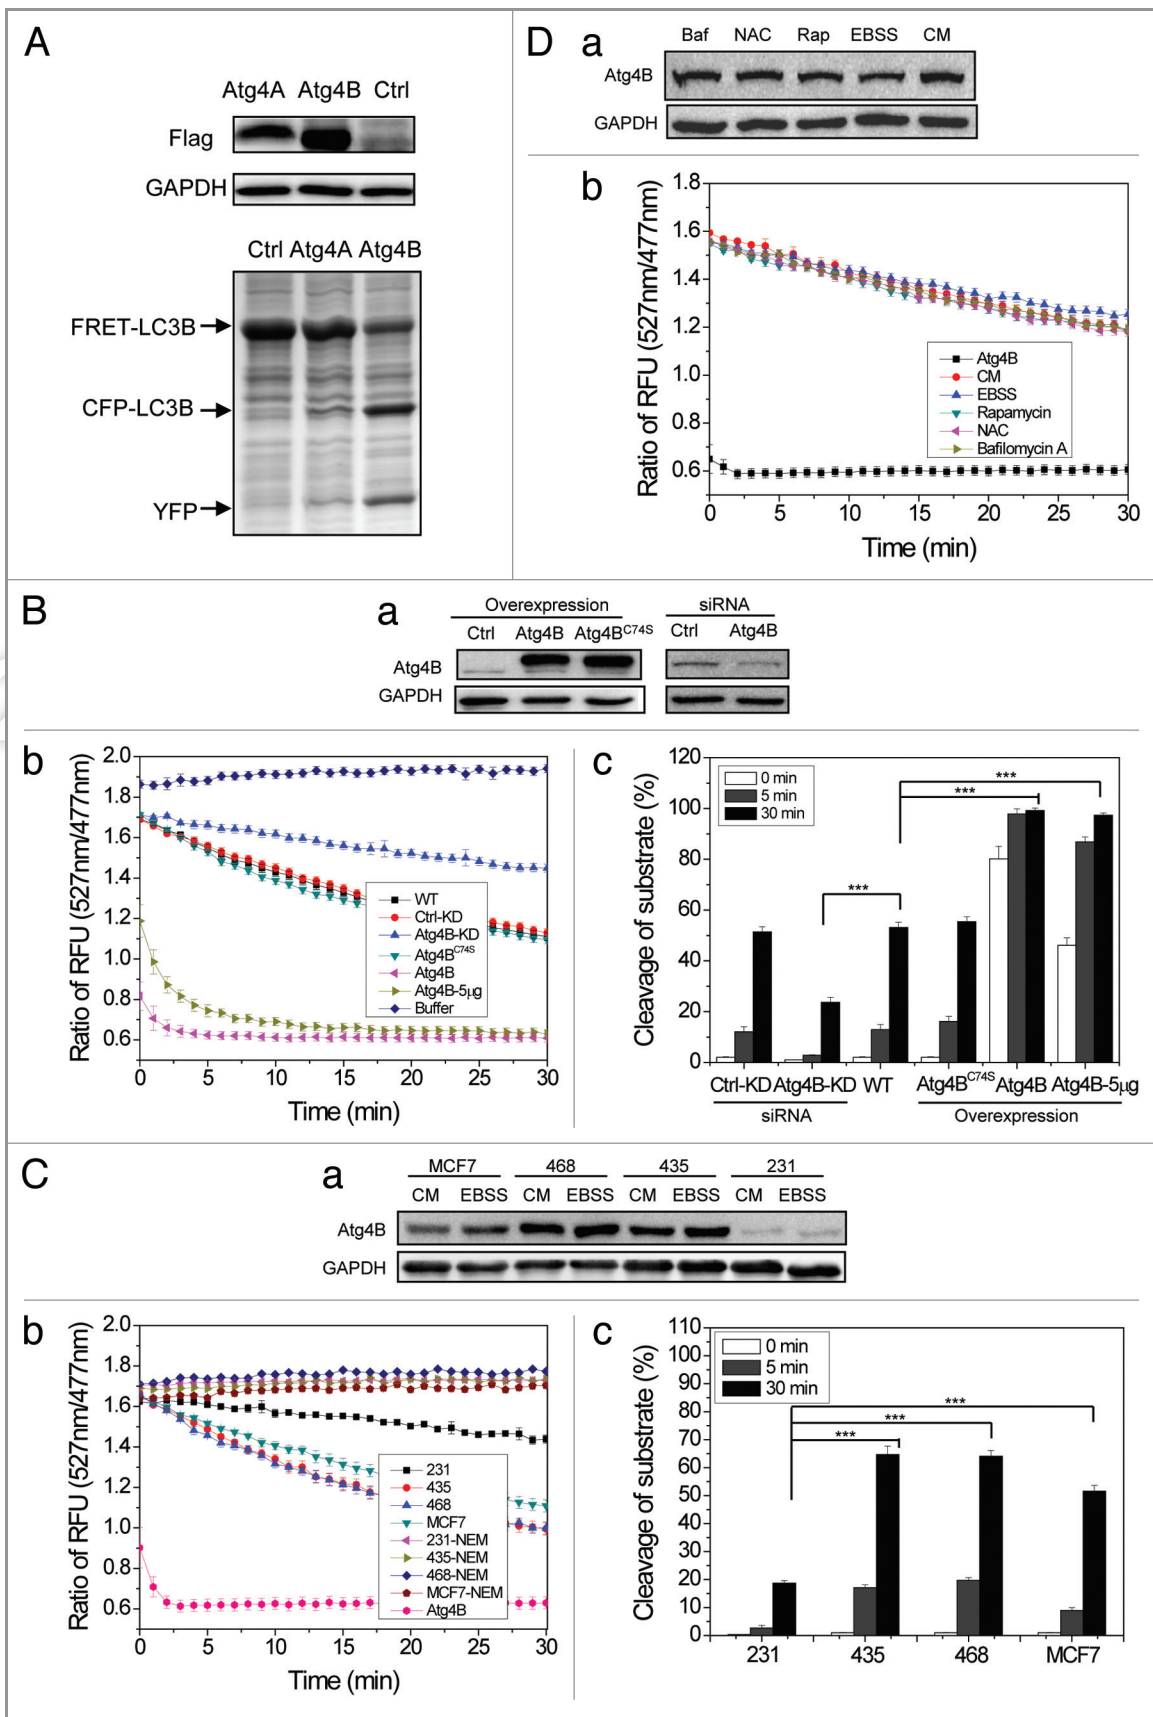 A
Atg4A Atg4B Ctrl
Flag
GAPDH
Ctrl Atg4A Atg4B
FRET-LC3B
CFP-LC3B
YFP
D
a
Baf NAC Rap EBSS CM
Atg4B
GAPDH
b
Ratio of RFU (527nm/477nm)
1.8
1.6
1.4
1.2
1.0
0.8
0.6
Atg4B
CM
EBSS
Rapamycin
NAC
Bafilomycin A
0 5 10 15 20 25 30
Time (min)
B
a
Overexpression siRNA
Ctrl Atg4B Atg4B^C74S Ctrl Atg4B
Atg4B
GAPDH
b
Ratio of RFU (527nm/477nm)
2.0
1.8
1.6
1.4
1.2
1.0
0.8
0.6
WT
Ctrl-KD
Atg4B-KD
Atg4B^C74S
Atg4B
Atg4B-5µg
Buffer
0 5 10 15 20 25 30
Time (min)
c
Cleavage of substrate (%)
120
100
80
60
40
20
0
0 min
5 min
30 min
***
***
***
Ctrl-KD Atg4B-KD WT Atg4B^C74S Atg4B Atg4B-5µg
siRNA Overexpression
C
a
MCF7 468 435 231
CM EBSS CM EBSS CM EBSS CM EBSS
Atg4B
GAPDH
b
Ratio of RFU (527nm/477nm)
2.0
1.8
1.6
1.4
1.2
1.0
0.8
0.6
231
435
468
MCF7
231-NEM
435-NEM
468-NEM
MCF7-NEM
Atg4B
0 5 10 15 20 25 30
Time (min)
c
Cleavage of substrate (%)
110
100
90
80
70
60
50
40
30
20
10
0
0 min
5 min
30 min
***
***
***
231 435 468 MCF7